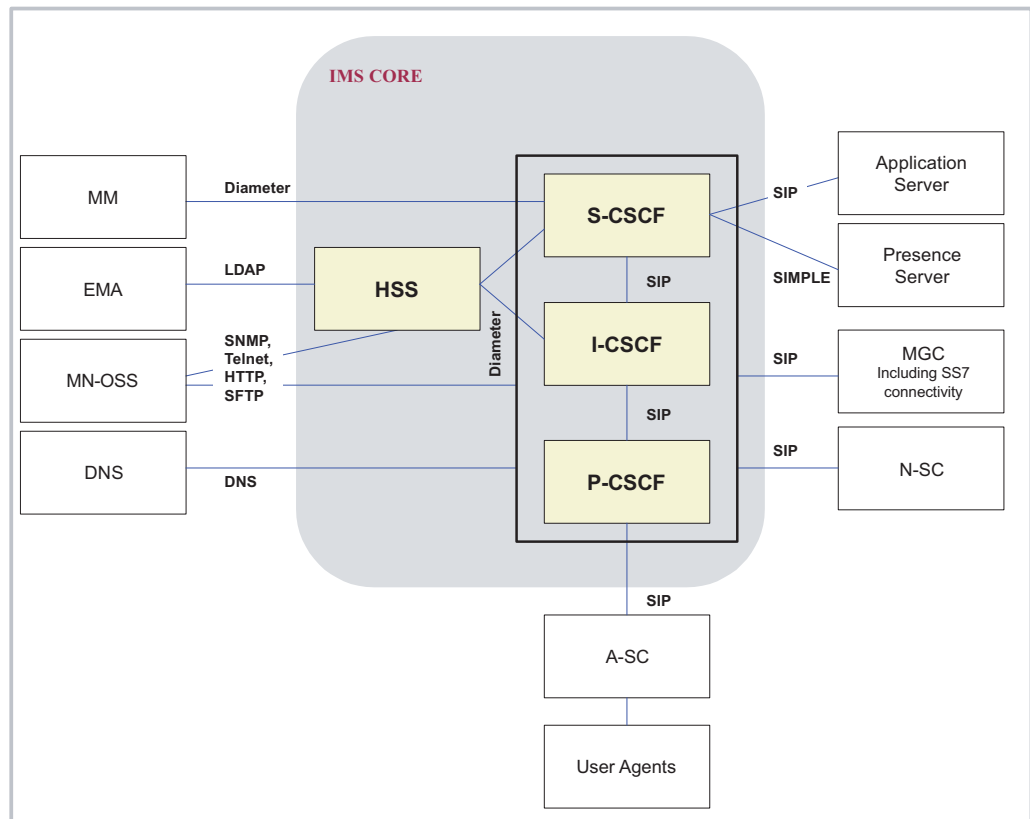 IMS CORE
MM
Diameter
S-CSCF
SIP
Application
Server
EMA
LDAP
HSS
SIP
SIMPLE
Presence
Server
MN-OSS
SNMP,
Telnet,
HTTP,
SFTP
Diameter
I-CSCF
SIP
MGC
Including SS7
connectivity
SIP
DNS
DNS
P-CSCF
SIP
N-SC
SIP
A-SC
User Agents